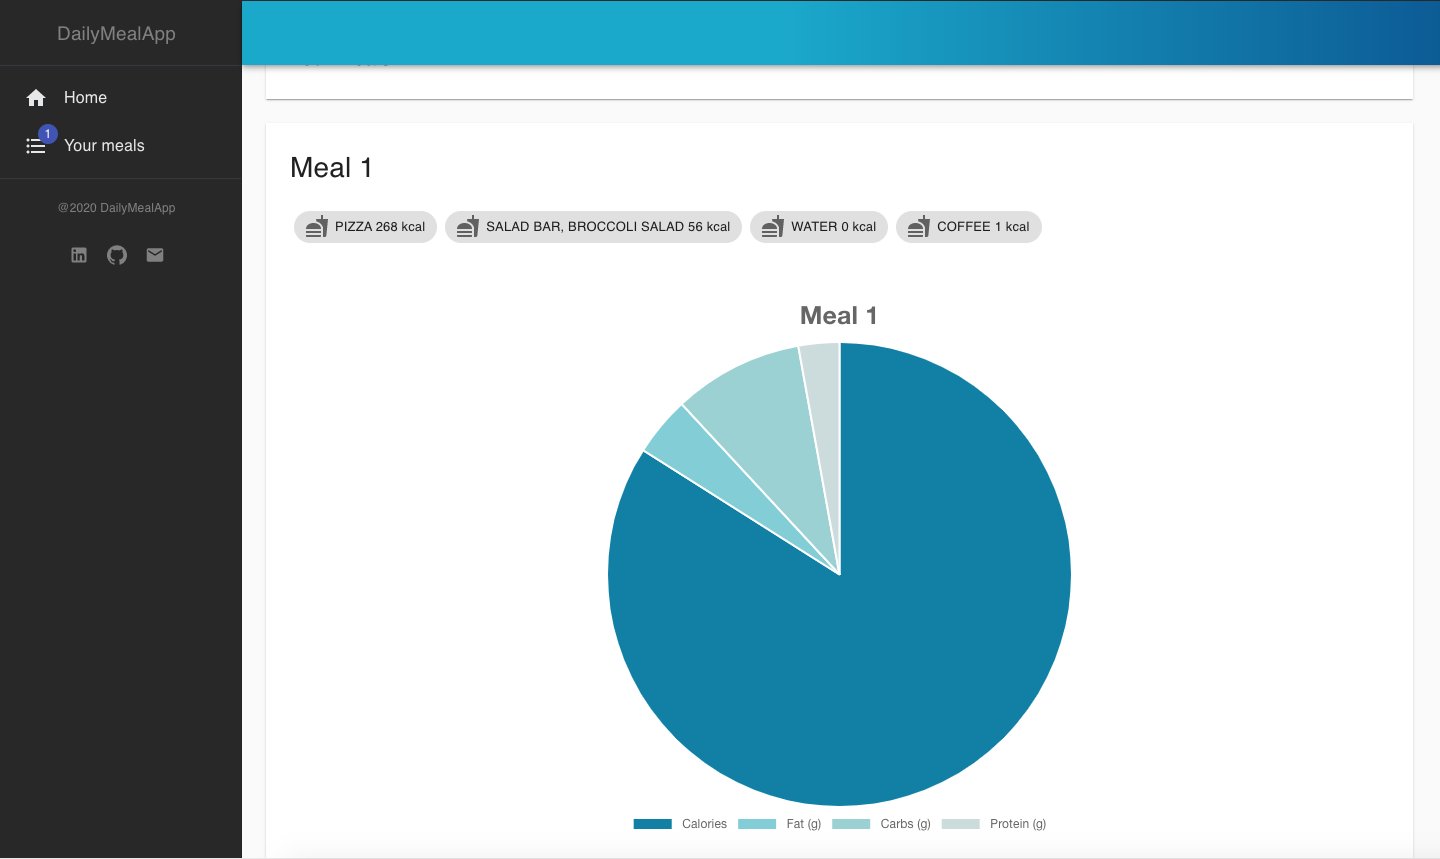 DailyMealApp
Home
1
Your meals
@2020 DailyMealApp
Meal 1
PIZZA 268 kcal
SALAD BAR, BROCCOLI SALAD 56 kcal
WATER 0 kcal
COFFEE 1 kcal
Meal 1
Calories
Fat (g)
Carbs (g)
Protein (g)